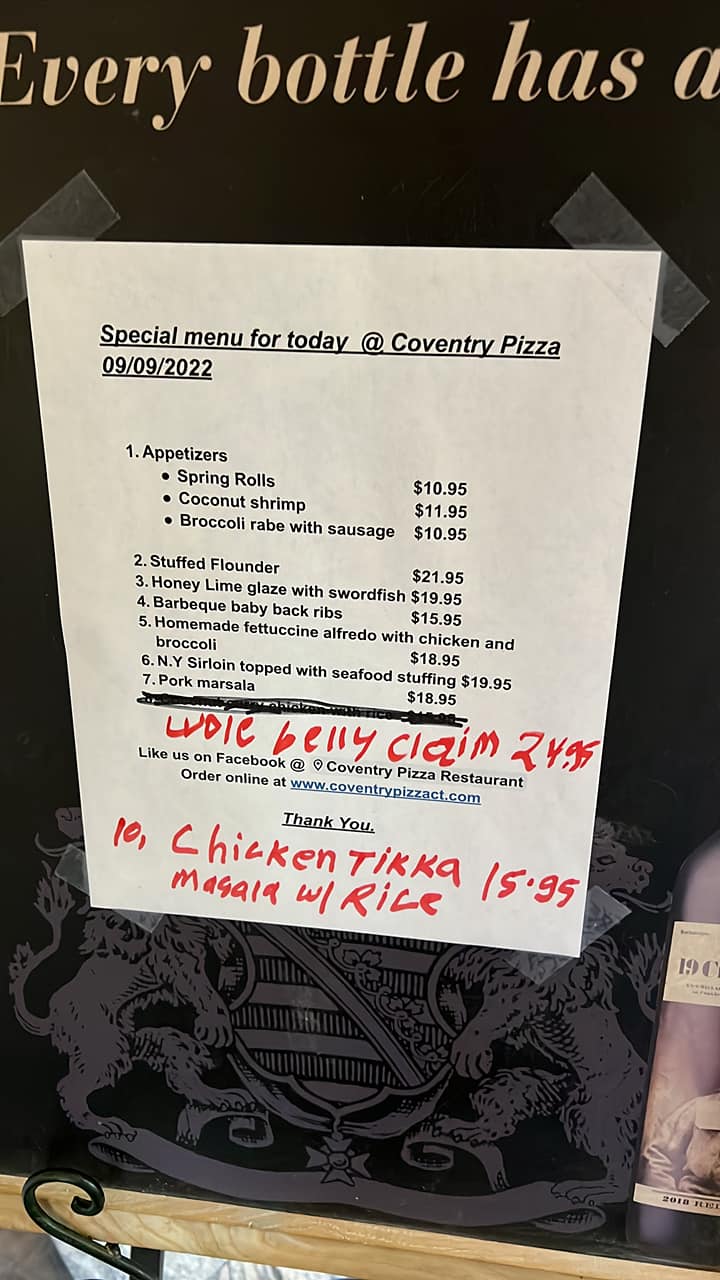 Every bottle has a
Special menu for today @ Coventry Pizza
09/09/2022
1. Appetizers
• Spring Rolls $10.95
• Coconut shrimp $11.95
• Broccoli rabe with sausage $10.95
2. Stuffed Flounder $21.95
3. Honey Lime glaze with swordfish $19.95
4. Barbeque baby back ribs $15.95
5. Homemade fettuccine alfredo with chicken and
broccoli $18.95
6. N.Y Sirloin topped with seafood stuffing $19.95
7. Pork marsala $18.95
wole belly claim 24.95
Like us on Facebook @ Coventry Pizza Restaurant
Order online at www.coventrypizzact.com
Thank You.
10, Chicken TiKKa 15.95
Masala w/ Rice
19 C
2018 RED